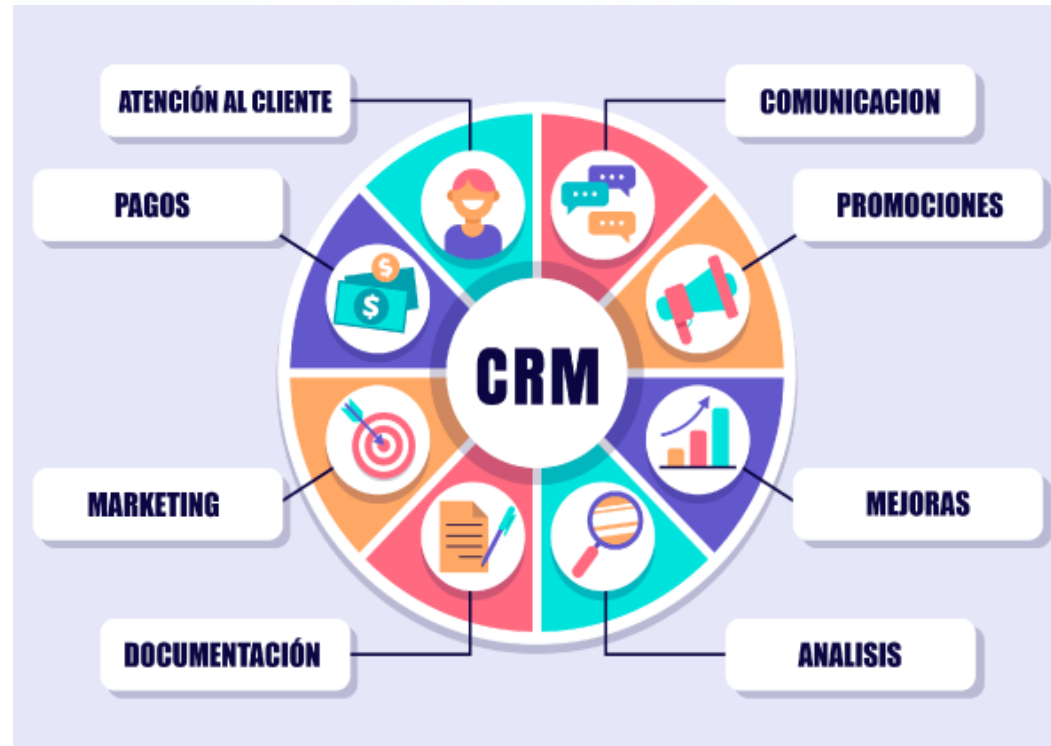 ATENCIÓN AL CLIENTE
COMUNICACION
PAGOS
PROMOCIONES
CRM
MARKETING
MEJORAS
DOCUMENTACIÓN
ANALISIS
$
$